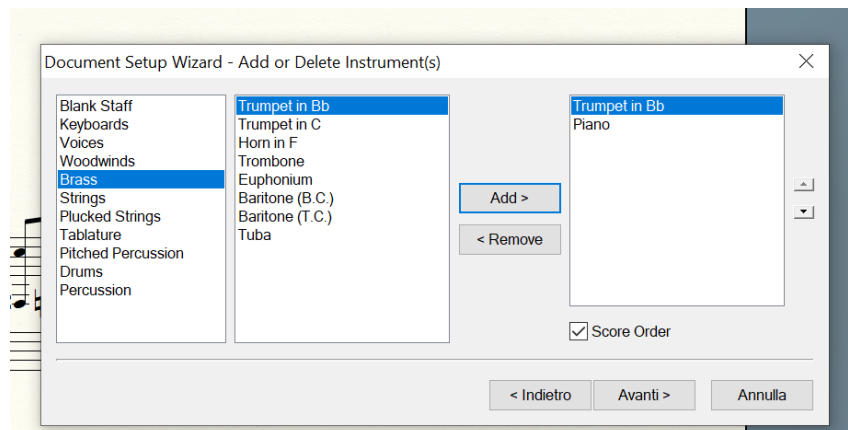 Document Setup Wizard - Add or Delete Instrument(s)
Blank Staff
Keyboards
Voices
Woodwinds
Brass
Strings
Plucked Strings
Tablature
Pitched Percussion
Drums
Percussion
Trumpet in Bb
Trumpet in C
Horn in F
Trombone
Euphonium
Baritone (B.C.)
Baritone (T.C.)
Tuba
Add >
< Remove
Trumpet in Bb
Piano
Score Order
< Indietro
Avanti >
Annulla